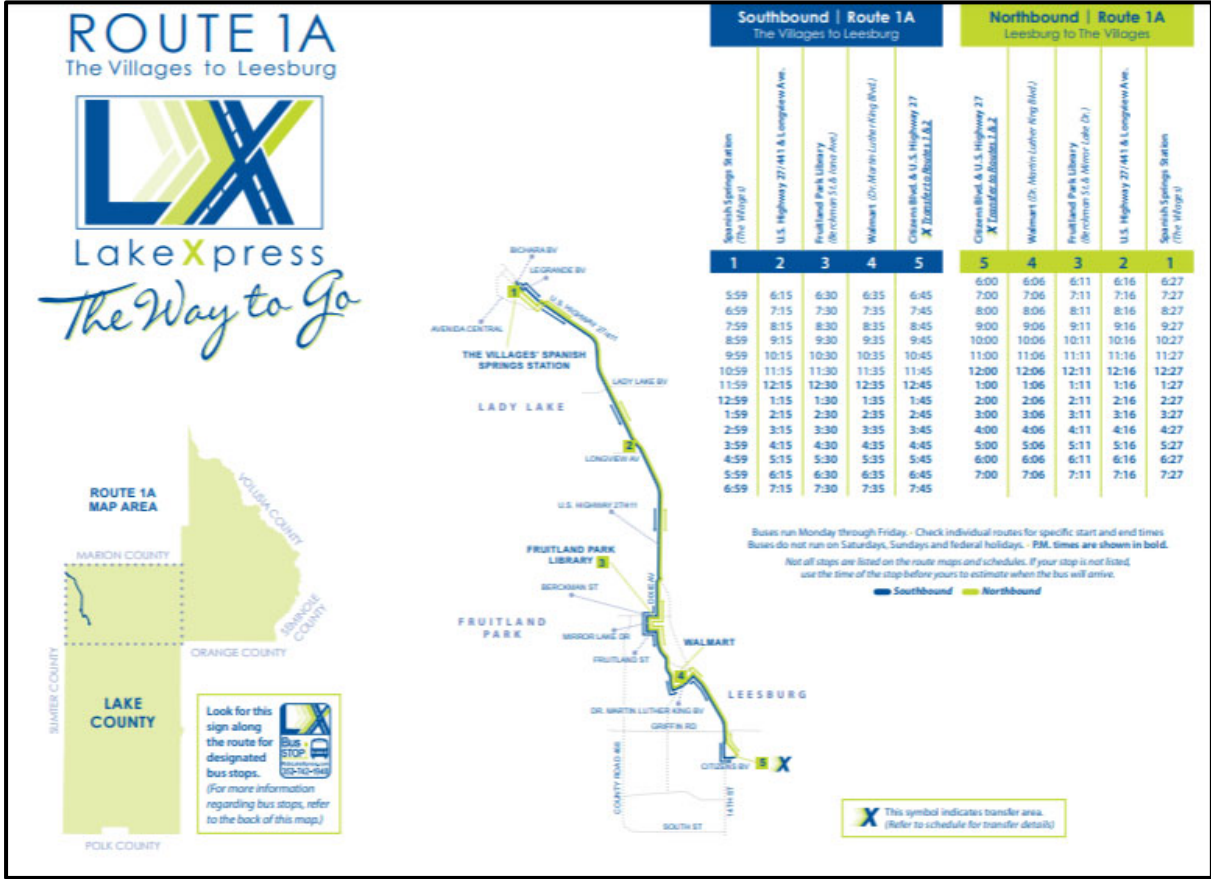 ROUTE 1A
The Villages to Leesburg
LX
LakeXpress
The Way to Go
Southbound | Route 1A
The Villages to Leesburg
Spanish Springs Station
(The Villages)
U.S. Highway 27/441 & Longview Ave.
Fruitland Park Library
(Berckman St. & Iona Ave.)
Walmart (Dr. Martin Luther King Blvd.)
Citizens Blvd. & U.S. Highway 27
X Transfer to Routes 1 & 2
1 2 3 4 5
5:59 6:15 6:30 6:35 6:45
6:59 7:15 7:30 7:35 7:45
7:59 8:15 8:30 8:35 8:45
8:59 9:15 9:30 9:35 9:45
9:59 10:15 10:30 10:35 10:45
10:59 11:15 11:30 11:35 11:45
11:59 12:15 12:30 12:35 12:45
12:59 1:15 1:30 1:35 1:45
1:59 2:15 2:30 2:35 2:45
2:59 3:15 3:30 3:35 3:45
3:59 4:15 4:30 4:35 4:45
4:59 5:15 5:30 5:35 5:45
5:59 6:15 6:30 6:35 6:45
6:59 7:15 7:30 7:35 7:45
Northbound | Route 1A
Leesburg to The Villages
Citizens Blvd. & U.S. Highway 27
X Transfer to Routes 1 & 2
Walmart (Dr. Martin Luther King Blvd.)
Fruitland Park Library
(Berckman St. & Mirror Lake Dr.)
U.S. Highway 27/441 & Longview Ave.
Spanish Springs Station
(The Villages)
5 4 3 2 1
6:00 6:06 6:11 6:16 6:27
7:00 7:06 7:11 7:16 7:27
8:00 8:06 8:11 8:16 8:27
9:00 9:06 9:11 9:16 9:27
10:00 10:06 10:11 10:16 10:27
11:00 11:06 11:11 11:16 11:27
12:00 12:06 12:11 12:16 12:27
1:00 1:06 1:11 1:16 1:27
2:00 2:06 2:11 2:16 2:27
3:00 3:06 3:11 3:16 3:27
4:00 4:06 4:11 4:16 4:27
5:00 5:06 5:11 5:16 5:27
6:00 6:06 6:11 6:16 6:27
7:00 7:06 7:11 7:16 7:27
Buses run Monday through Friday. · Check individual routes for specific start and end times
Buses do not run on Saturdays, Sundays and federal holidays. · P.M. times are shown in bold.
Not all stops are listed on the route maps and schedules. If your stop is not listed,
use the time of the stop before yours to estimate when the bus will arrive.
Southbound Northbound
BICHARA BV
LEGRANDE BV
1
U.S. HIGHWAY 27/411
AVENIDA CENTRAL
THE VILLAGES' SPANISH
SPRINGS STATION
LADY LAKE BV
LADY LAKE
2
LONGVIEW AV
U.S. HIGHWAY 27/411
FRUITLAND PARK
LIBRARY 3
DIXIE AV
BERCKMAN ST
FRUITLAND
PARK
MIRROR LAKE DR
FRUITLAND ST
WALMART
4
LEESBURG
DR. MARTIN LUTHER KING BV
GRIFFIN RD
CITIZENS BV
5 X
COUNTY ROAD 468
14TH ST
SOUTH ST
ROUTE 1A
MAP AREA
VOLUSIA COUNTY
MARION COUNTY
SEMINOLE
COUNTY
ORANGE COUNTY
SUMTER COUNTY
LAKE
COUNTY
POLK COUNTY
Look for this
sign along
the route for
designated
bus stops.
(For more information
regarding bus stops, refer
to the back of this map.)
LX
Bus
STOP
X This symbol indicates transfer area.
(Refer to schedule for transfer details)